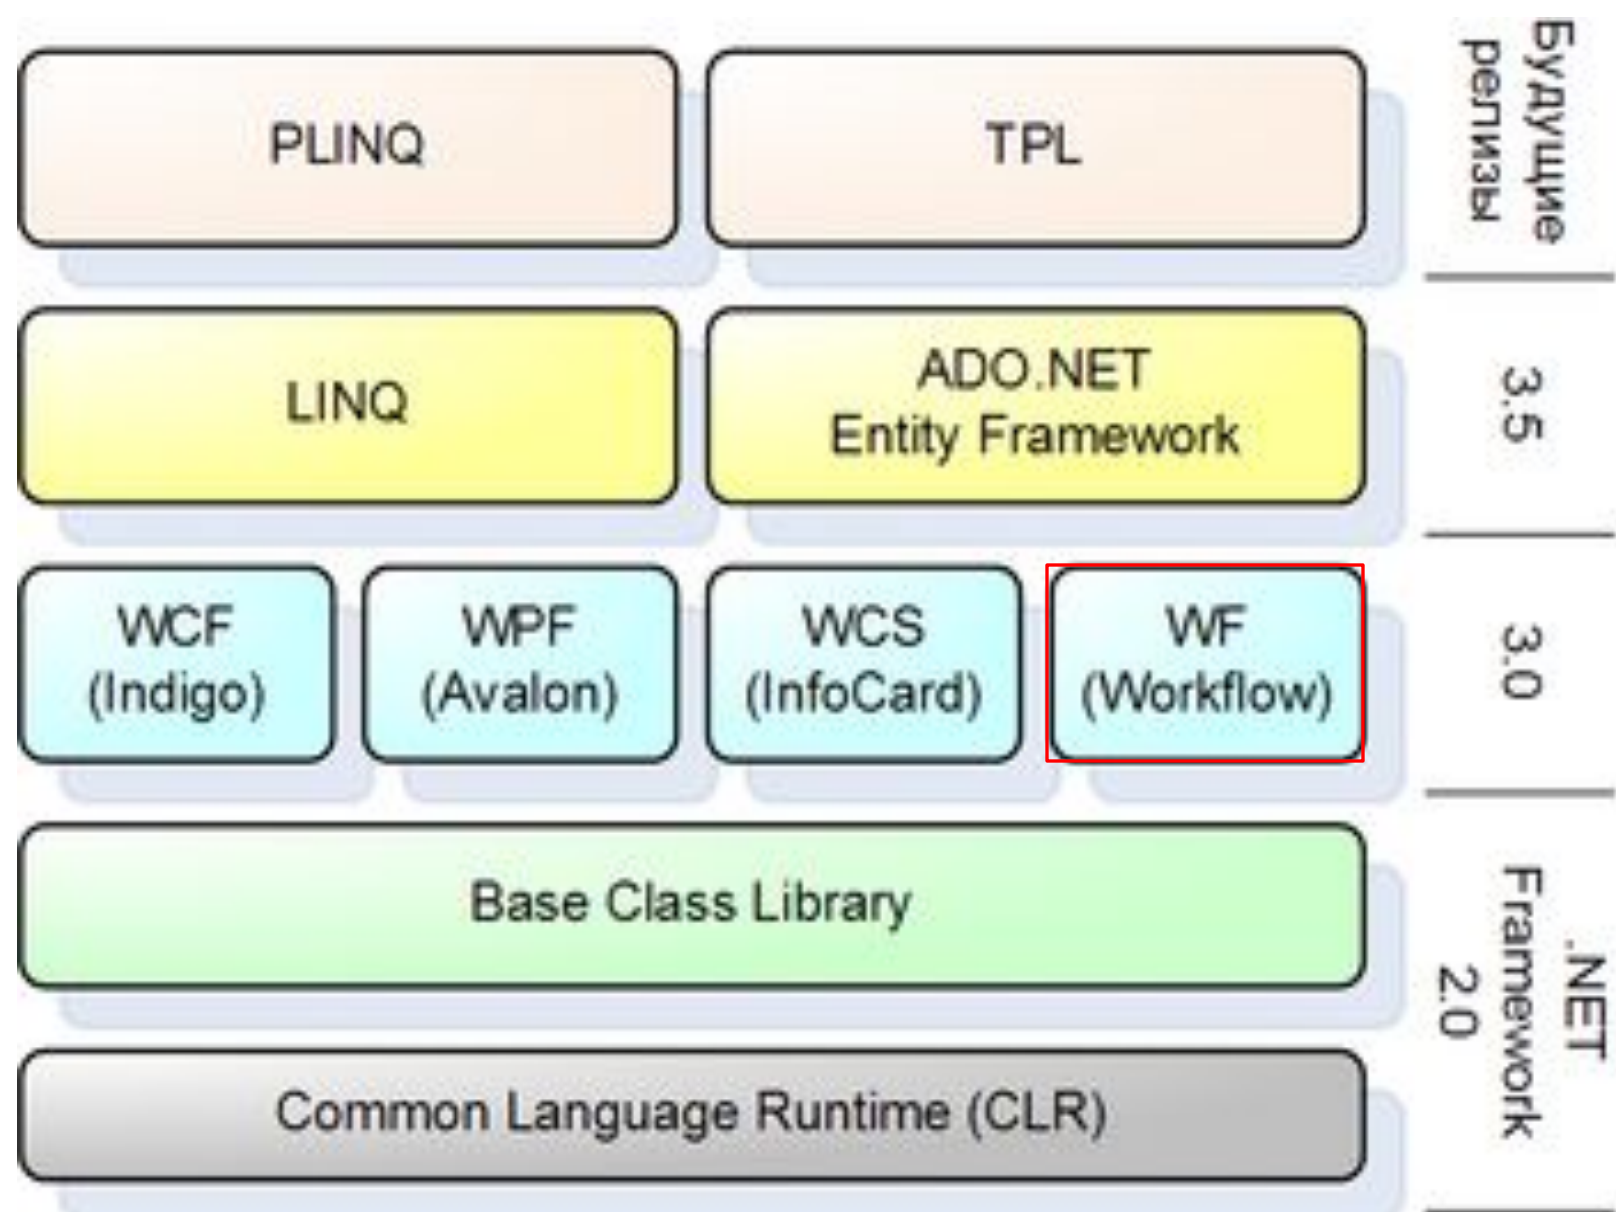 PLINQ
TPL
Будущие
релизы
LINQ
ADO.NET
Entity Framework
3.5
WCF
(Indigo)
WPF
(Avalon)
WCS
(InfoCard)
WF
(Workflow)
3.0
Base Class Library
Common Language Runtime (CLR)
.NET
Framework
2.0